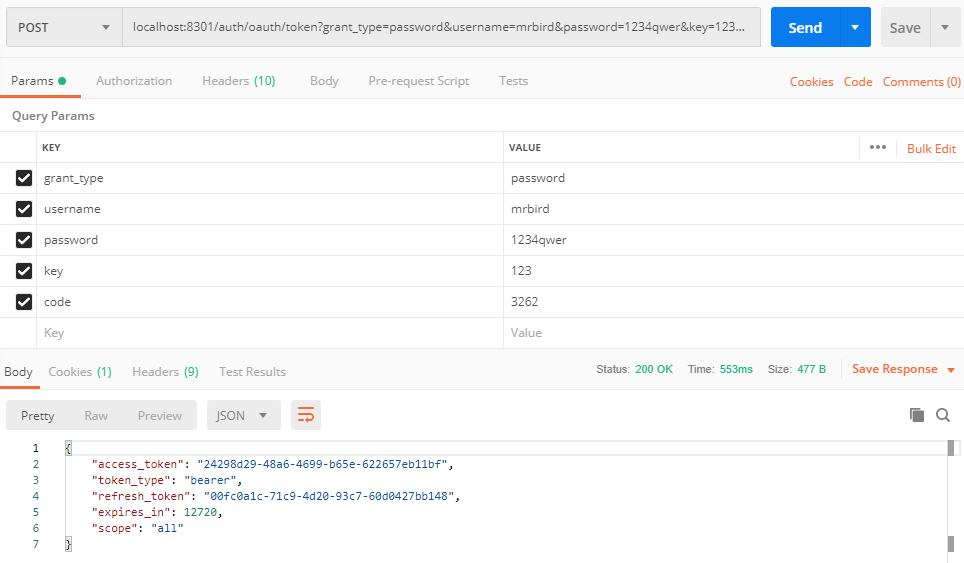 POST localhost:8301/auth/oauth/token?grant_type=password&username=mrbird&password=1234qwer&key=123... Send Save
Params Authorization Headers (10) Body Pre-request Script Tests Cookies Code Comments (0)
Query Params
KEY VALUE ••• Bulk Edit
grant_type password
username mrbird
password 1234qwer
key 123
code 3262
Key Value
Body Cookies (1) Headers (9) Test Results Status: 200 OK Time: 553ms Size: 477 B Save Response
Pretty Raw Preview JSON
1 {
2 "access_token": "24298d29-48a6-4699-b65e-622657eb11bf",
3 "token_type": "bearer",
4 "refresh_token": "00fc0a1c-71c9-4d20-93c7-60d0427bb148",
5 "expires_in": 12720,
6 "scope": "all"
7 }